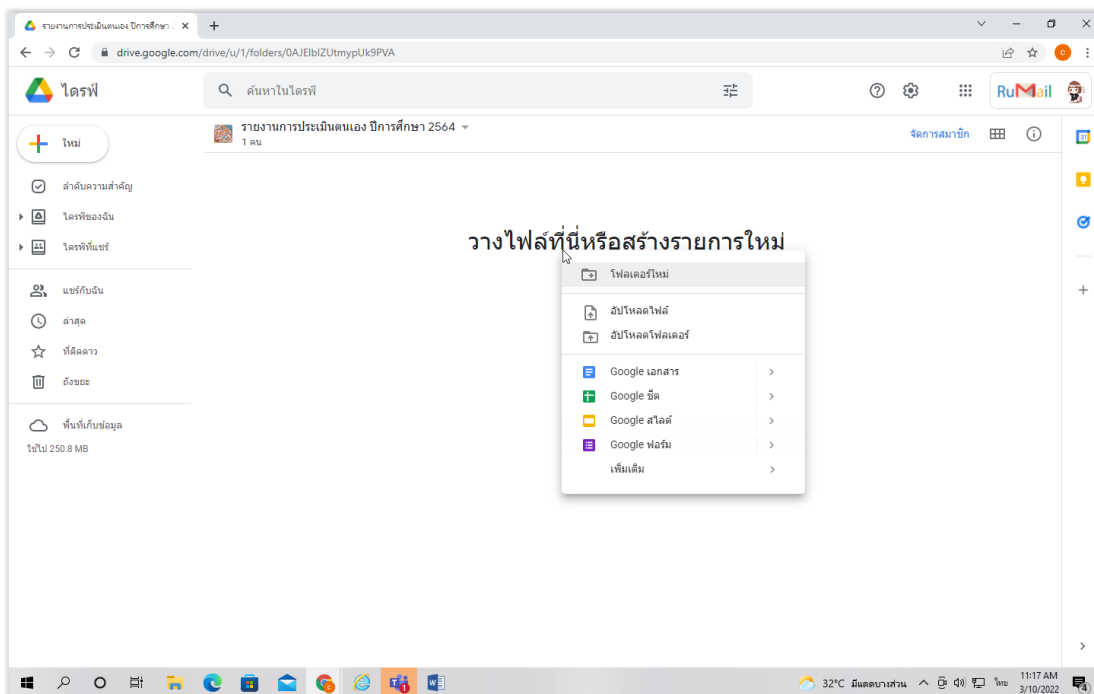 รายงานการประเมินตนเอง ปีการศึกษา 2
drive.google.com/drive/u/1/folders/0AJEIbIZUtmypUk9PVA
C
ไดรฟ์
ค้นหาในไดรฟ์
RuMail
ใหม่
รายงานการประเมินตนเอง ปีการศึกษา 2564
1 คน
จัดการสมาชิก
31
ลำดับความสำคัญ
ไดรฟ์ของฉัน
ไดรฟ์ที่แชร์
วางไฟล์ที่นี่หรือสร้างรายการใหม่
แชร์กับฉัน
ล่าสุด
ที่ติดดาว
ถังขยะ
พื้นที่เก็บข้อมูล
ใช้ไป 250.8 MB
โฟลเดอร์ใหม่
อัปโหลดไฟล์
อัปโหลดโฟลเดอร์
Google เอกสาร
Google ชีต
Google สไลด์
Google ฟอร์ม
เพิ่มเติม
32°C มีแดดบางส่วน
ไทย
11:17 AM
3/10/2022